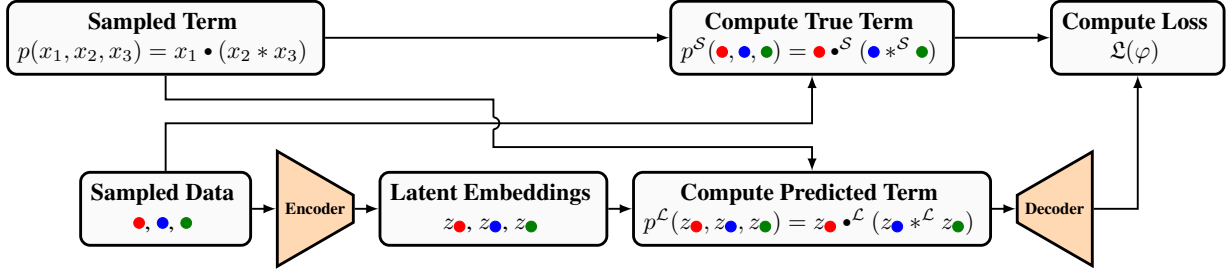 Sampled Term
p(x₁, x₂, x₃) = x₁ • (x₂ ∗ x₃)
Compute True Term
p^𝒮(●, ●, ●) = ● •^𝒮 (● ∗^𝒮 ●)
Compute Loss
𝔏(φ)
Sampled Data
●, ●, ●
Encoder
Latent Embeddings
z●, z●, z●
Compute Predicted Term
p^ℒ(z●, z●, z●) = z● •^ℒ (z● ∗^ℒ z●)
Decoder